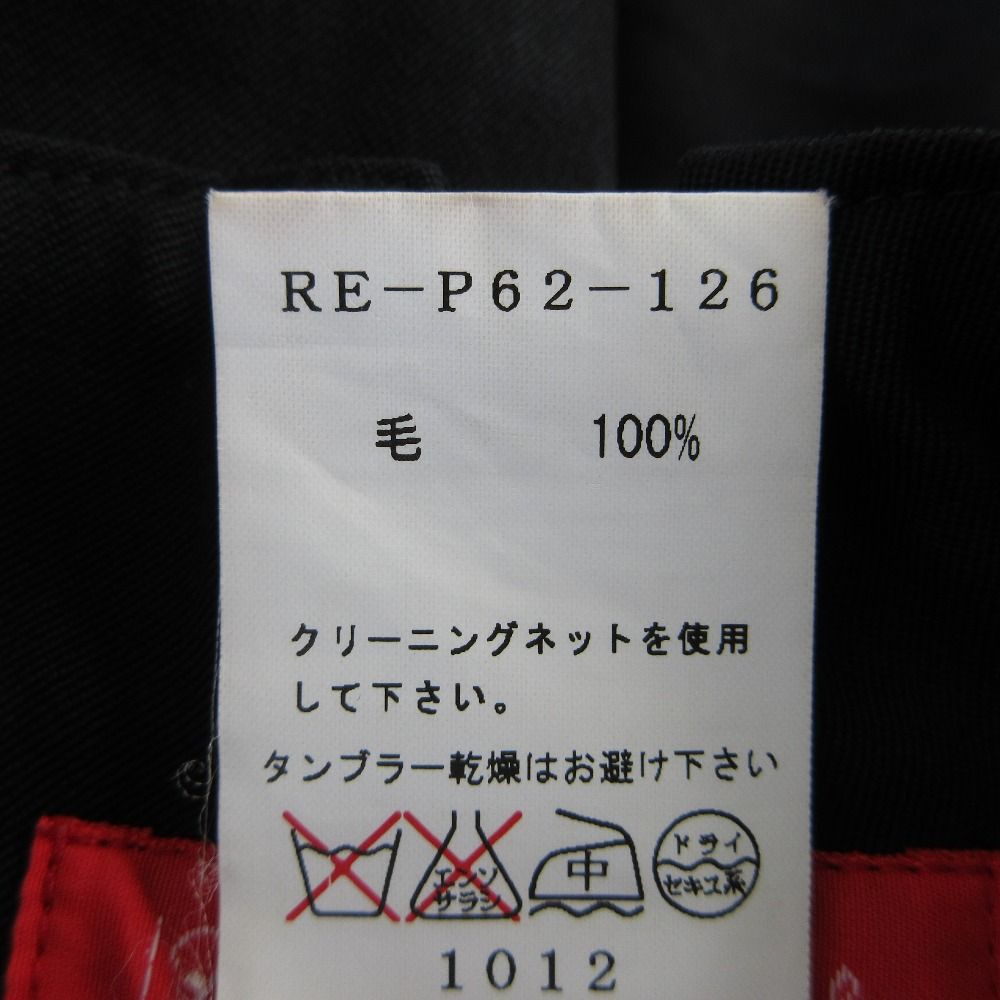 RE-P62-126
毛 100%
クリーニングネットを使用
して下さい。
タンブラー乾燥はお避け下さい
エンソ
サラシ
中
ドライ
セキユ系
1012